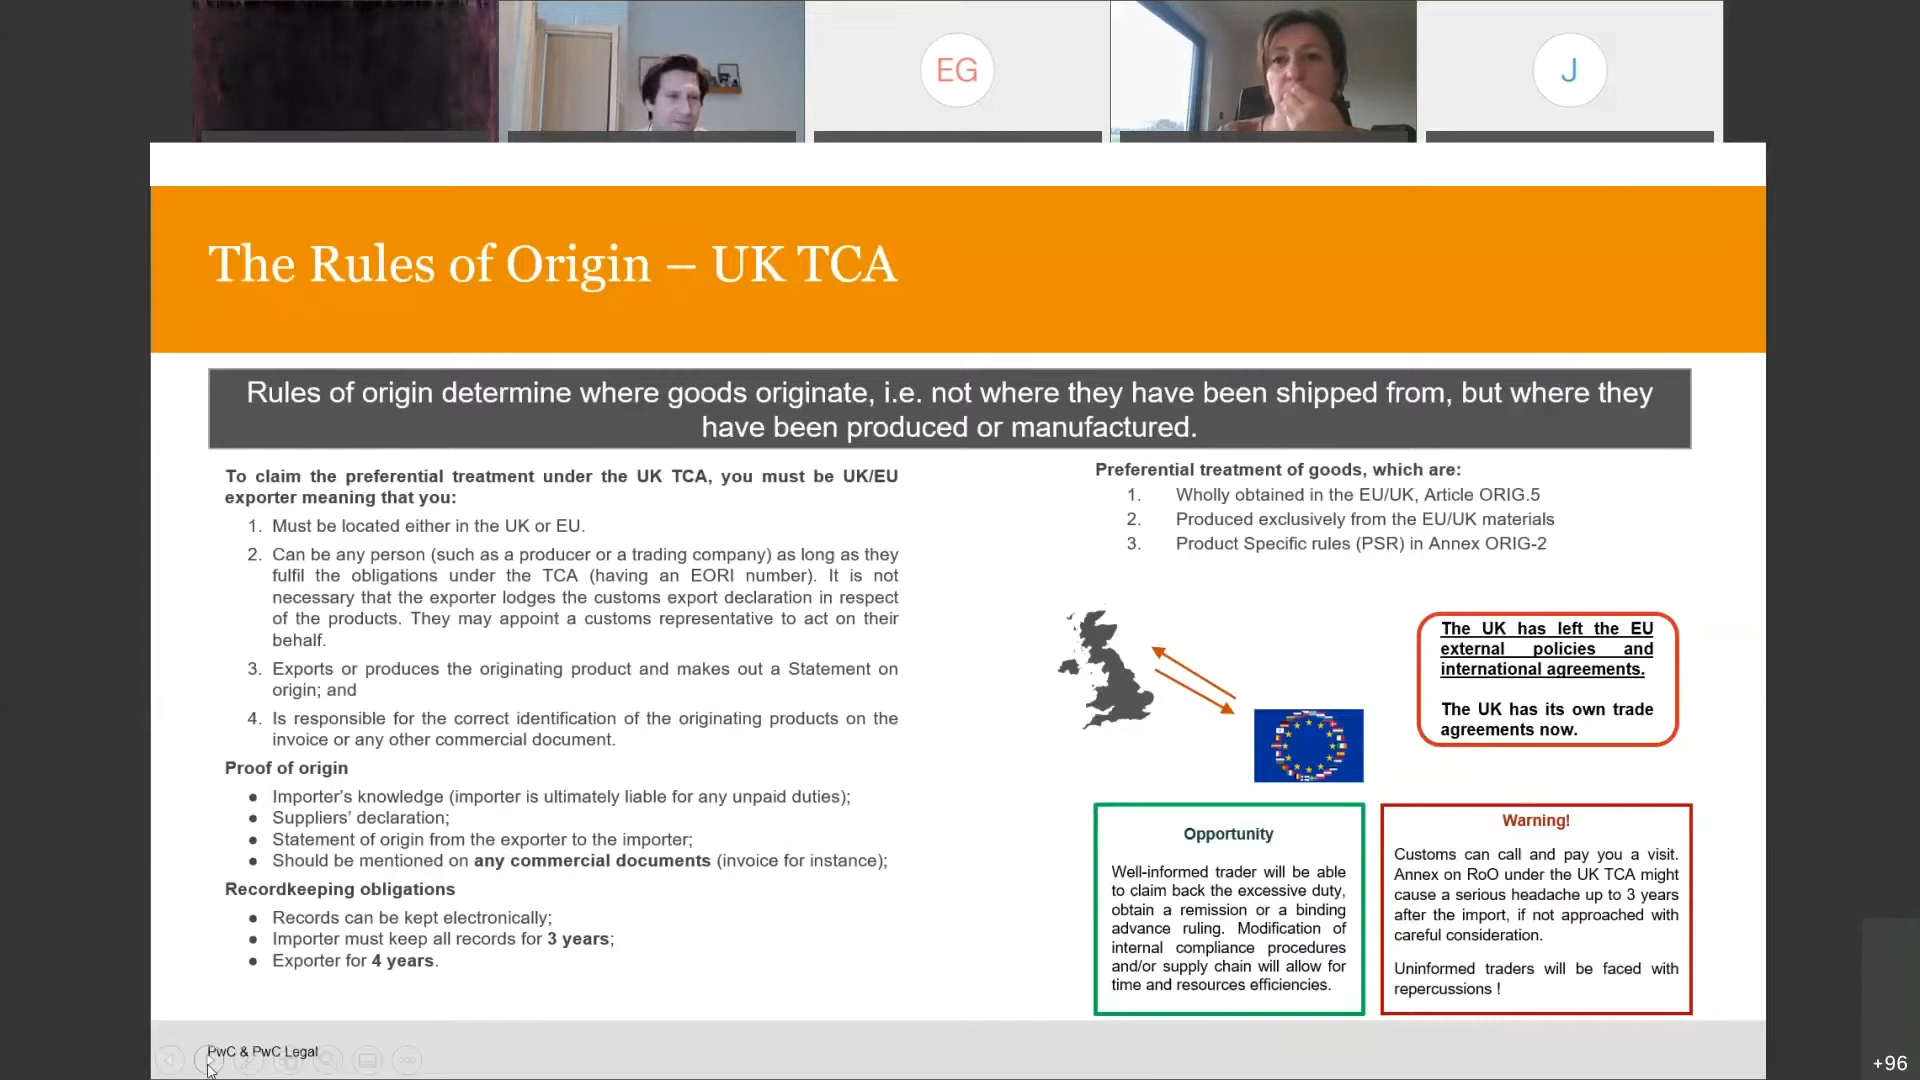 EG
J
The Rules of Origin – UK TCA
Rules of origin determine where goods originate, i.e. not where they have been shipped from, but where they
have been produced or manufactured.
To claim the preferential treatment under the UK TCA, you must be UK/EU
exporter meaning that you:
1. Must be located either in the UK or EU.
2. Can be any person (such as a producer or a trading company) as long as they
fulfil the obligations under the TCA (having an EORI number). It is not
necessary that the exporter lodges the customs export declaration in respect
of the products. They may appoint a customs representative to act on their
behalf.
3. Exports or produces the originating product and makes out a Statement on
origin; and
4. Is responsible for the correct identification of the originating products on the
invoice or any other commercial document.
Proof of origin
● Importer's knowledge (importer is ultimately liable for any unpaid duties);
● Suppliers' declaration;
● Statement of origin from the exporter to the importer;
● Should be mentioned on any commercial documents (invoice for instance);
Recordkeeping obligations
● Records can be kept electronically;
● Importer must keep all records for 3 years;
● Exporter for 4 years.
Preferential treatment of goods, which are:
1. Wholly obtained in the EU/UK, Article ORIG.5
2. Produced exclusively from the EU/UK materials
3. Product Specific rules (PSR) in Annex ORIG-2
The UK has left the EU
external policies and
international agreements.
The UK has its own trade
agreements now.
Opportunity
Well-informed trader will be able
to claim back the excessive duty,
obtain a remission or a binding
advance ruling. Modification of
internal compliance procedures
and/or supply chain will allow for
time and resources efficiencies.
Warning!
Customs can call and pay you a visit.
Annex on RoO under the UK TCA might
cause a serious headache up to 3 years
after the import, if not approached with
careful consideration.
Uninformed traders will be faced with
repercussions !
PwC & PwC Legal
+96